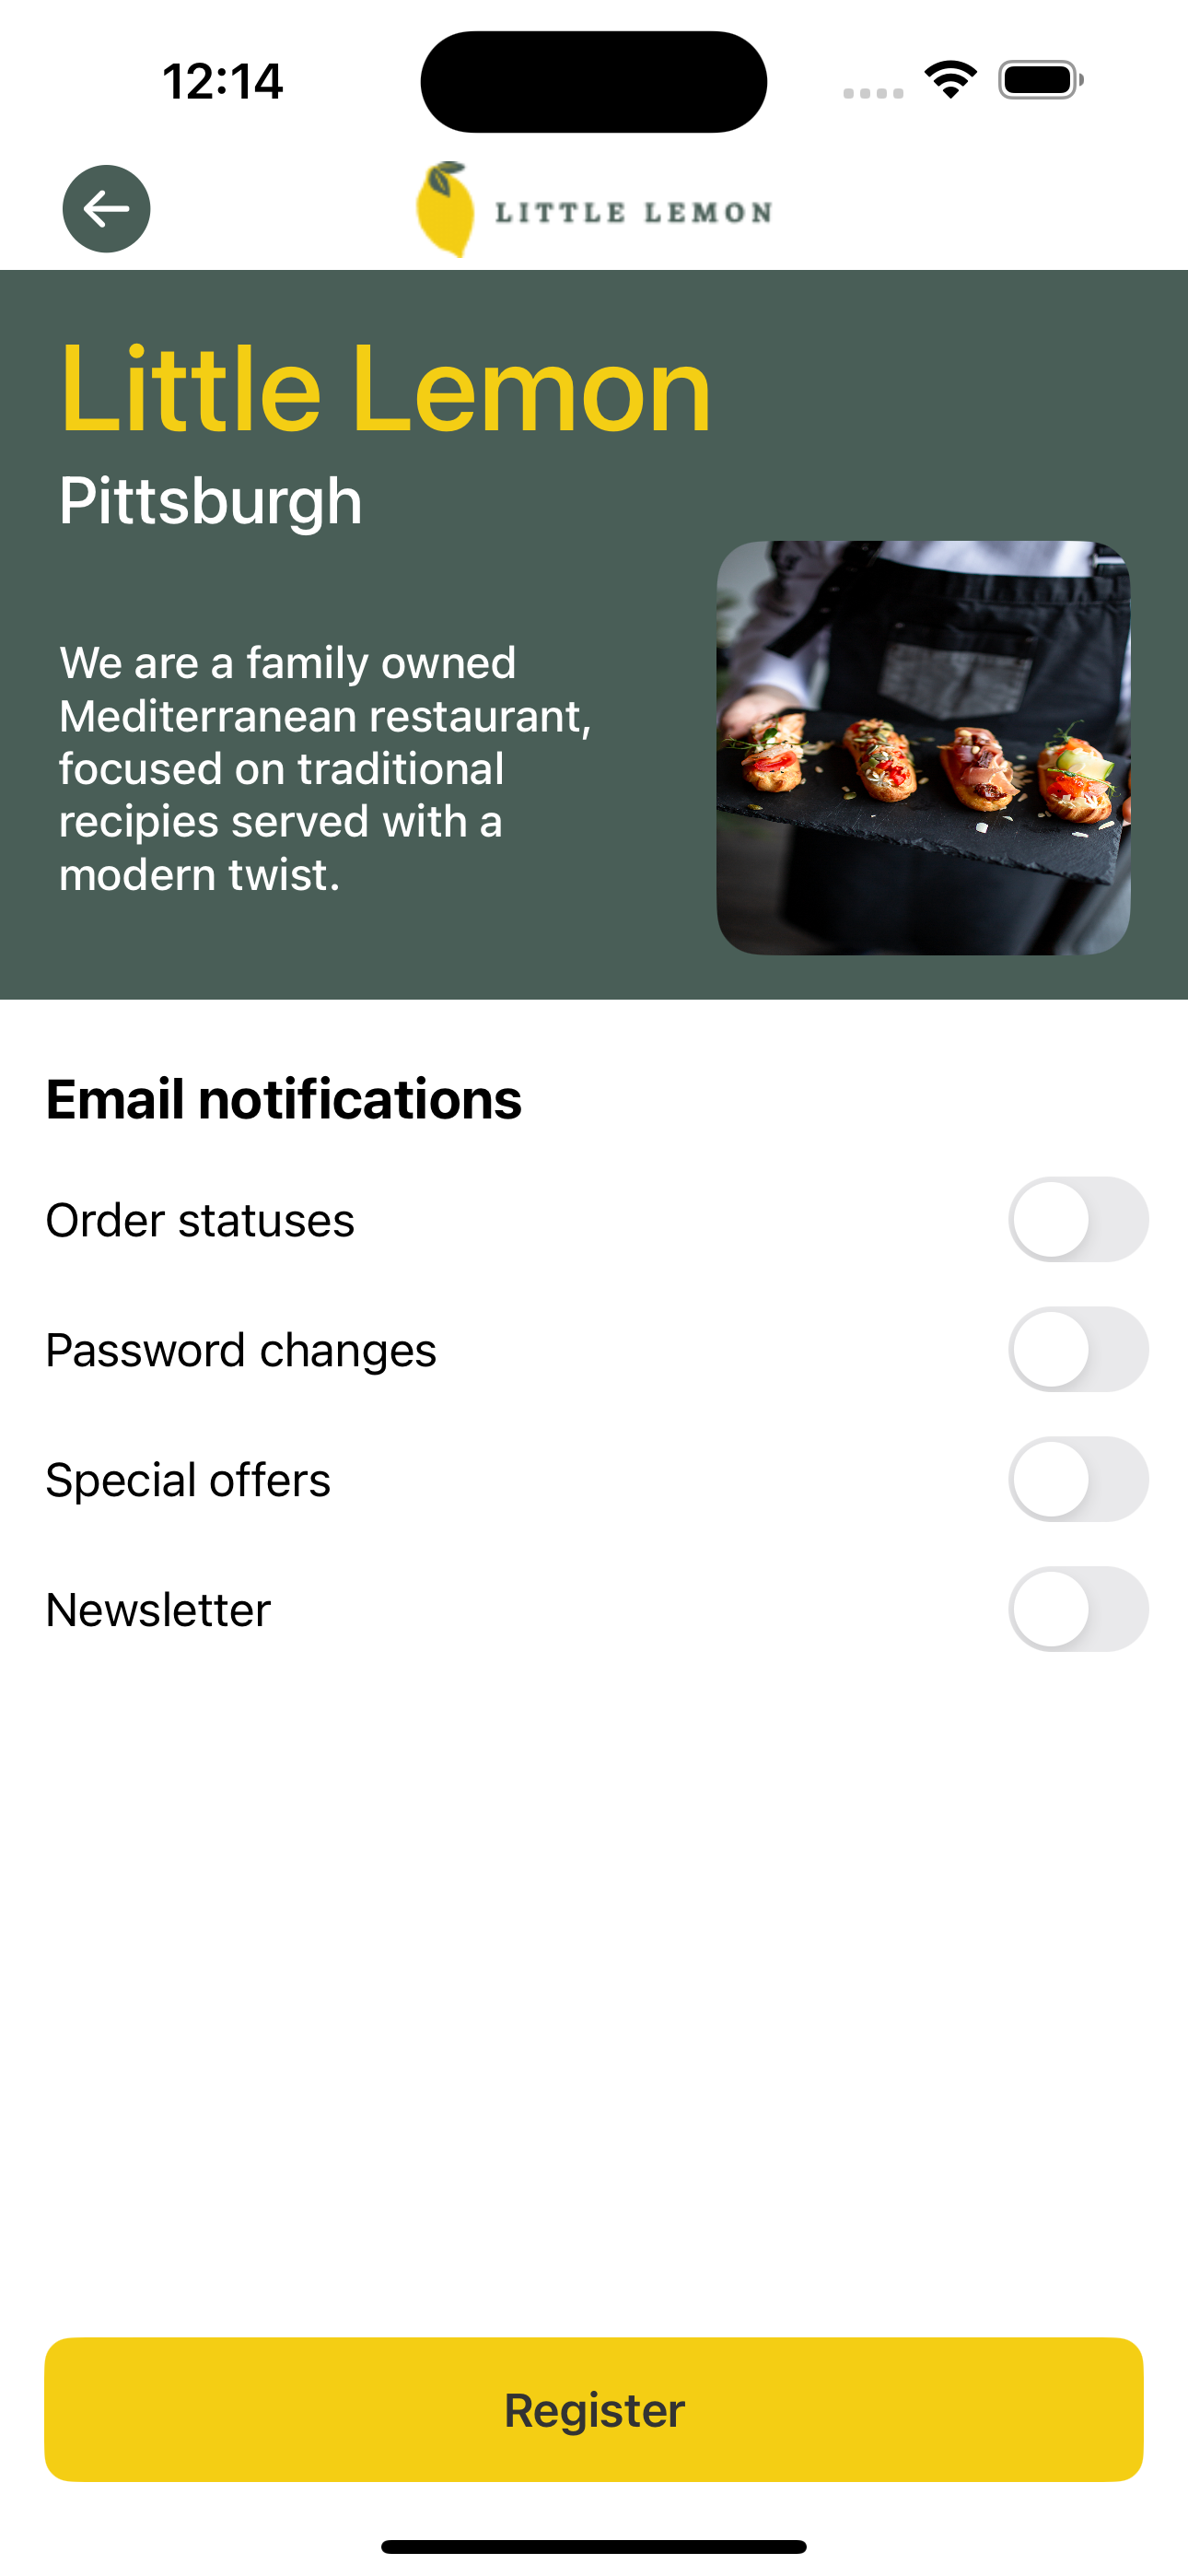 12:14
LITTLE LEMON
Little Lemon
Pittsburgh
We are a family owned
Mediterranean restaurant,
focused on traditional
recipies served with a
modern twist.
Email notifications
Order statuses
Password changes
Special offers
Newsletter
Register